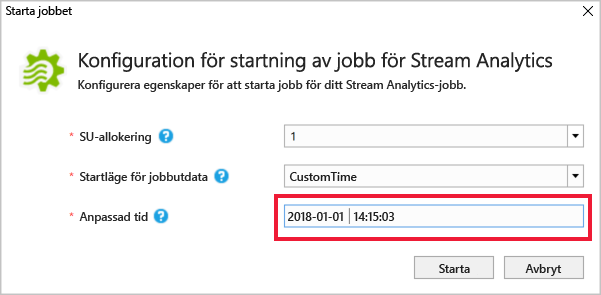 Starta jobbet
Konfiguration för startning av jobb för Stream Analytics
Konfigurera egenskaper för att starta jobb för ditt Stream Analytics-jobb.
* SU-allokering ? 1
* Startläge för jobbutdata ? CustomTime
* Anpassad tid ? 2018-01-01 14:15:03
Starta Avbryt